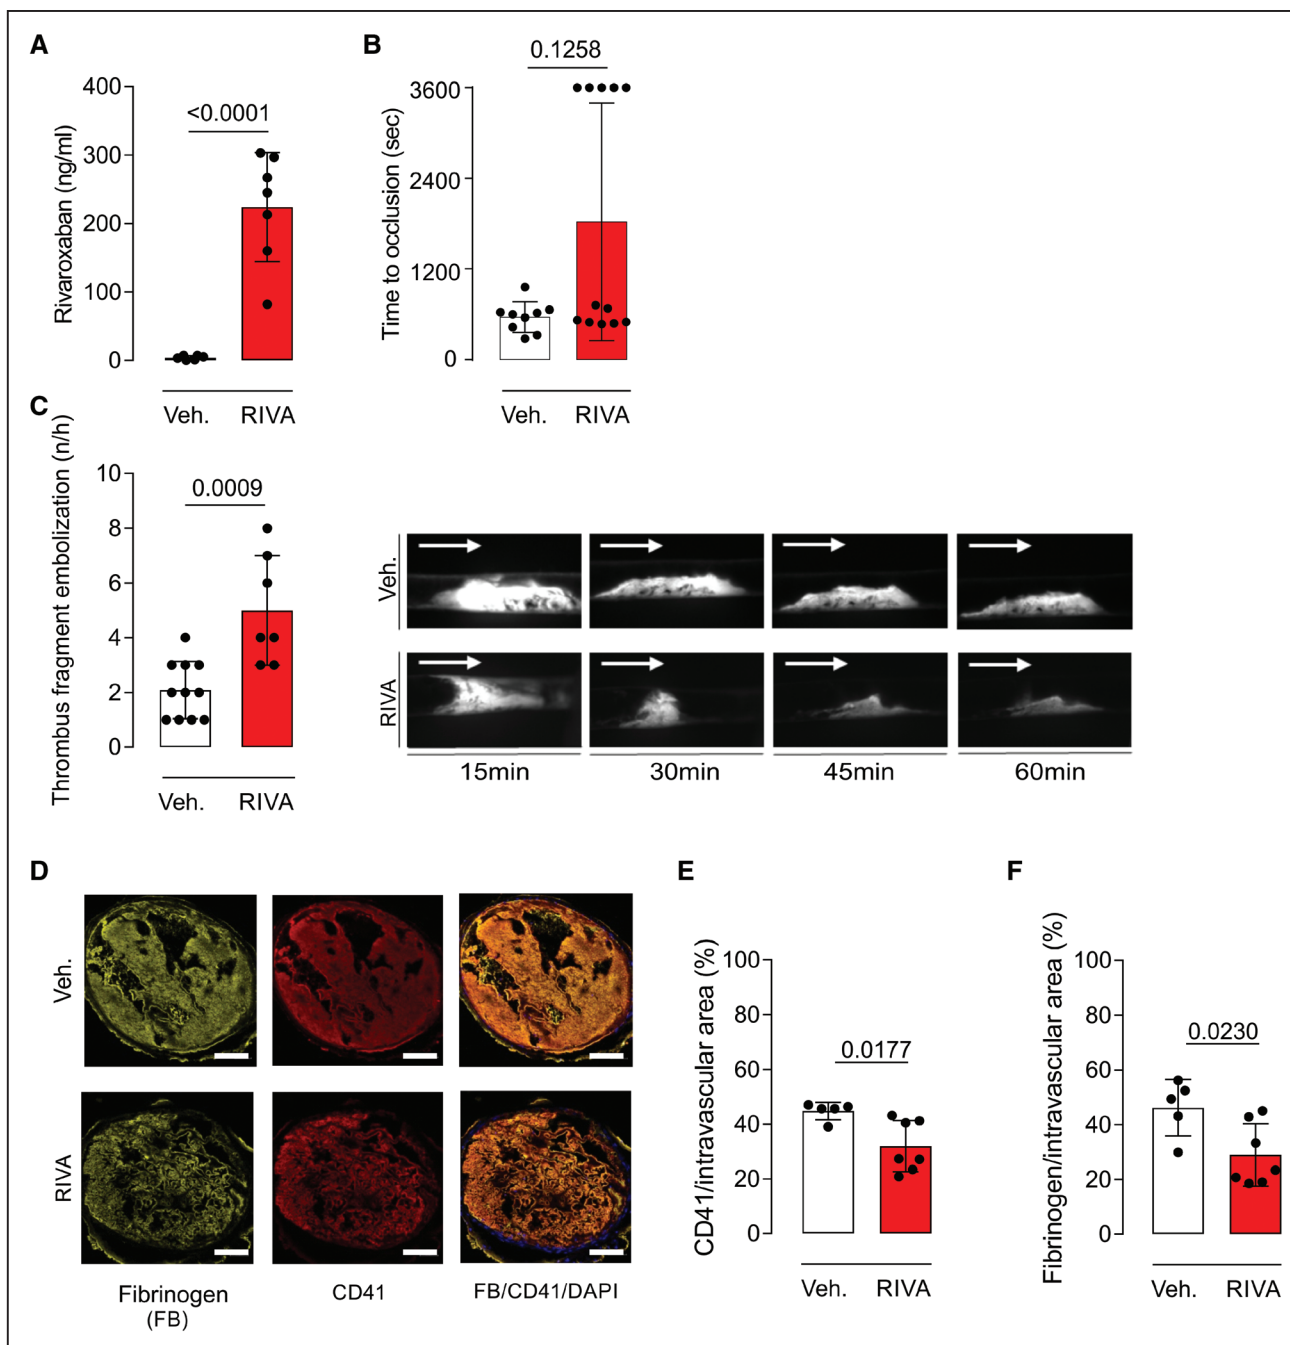 A
Rivaroxaban (ng/ml)
400
300
200
100
0
<0.0001
Veh.
RIVA
B
Time to occlusion (sec)
3600
2400
1200
0
0.1258
Veh.
RIVA
C
Thrombus fragment embolization (n/h)
10
8
6
4
2
0
0.0009
Veh.
RIVA
Veh.
RIVA
15min
30min
45min
60min
D
Veh.
RIVA
Fibrinogen
(FB)
CD41
FB/CD41/DAPI
E
CD41/intravascular area (%)
100
80
60
40
20
0
0.0177
Veh.
RIVA
F
Fibrinogen/intravascular area (%)
100
80
60
40
20
0
0.0230
Veh.
RIVA